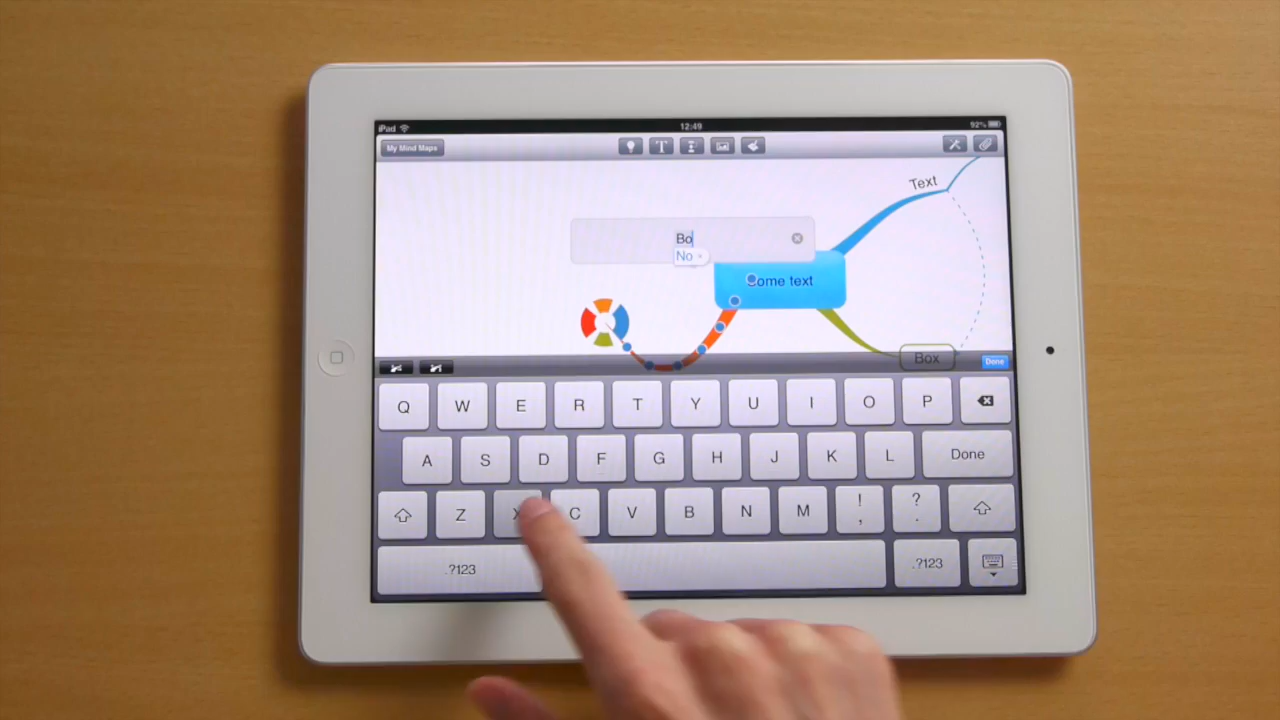 iPad 12:49 92%
My Mind Maps T
Text
Bo
No ×
Some text
Box
Done
Q W E R T Y U I O P
A S D F G H J K L Done
Z X C V B N M ! , ? .
.?123 .?123